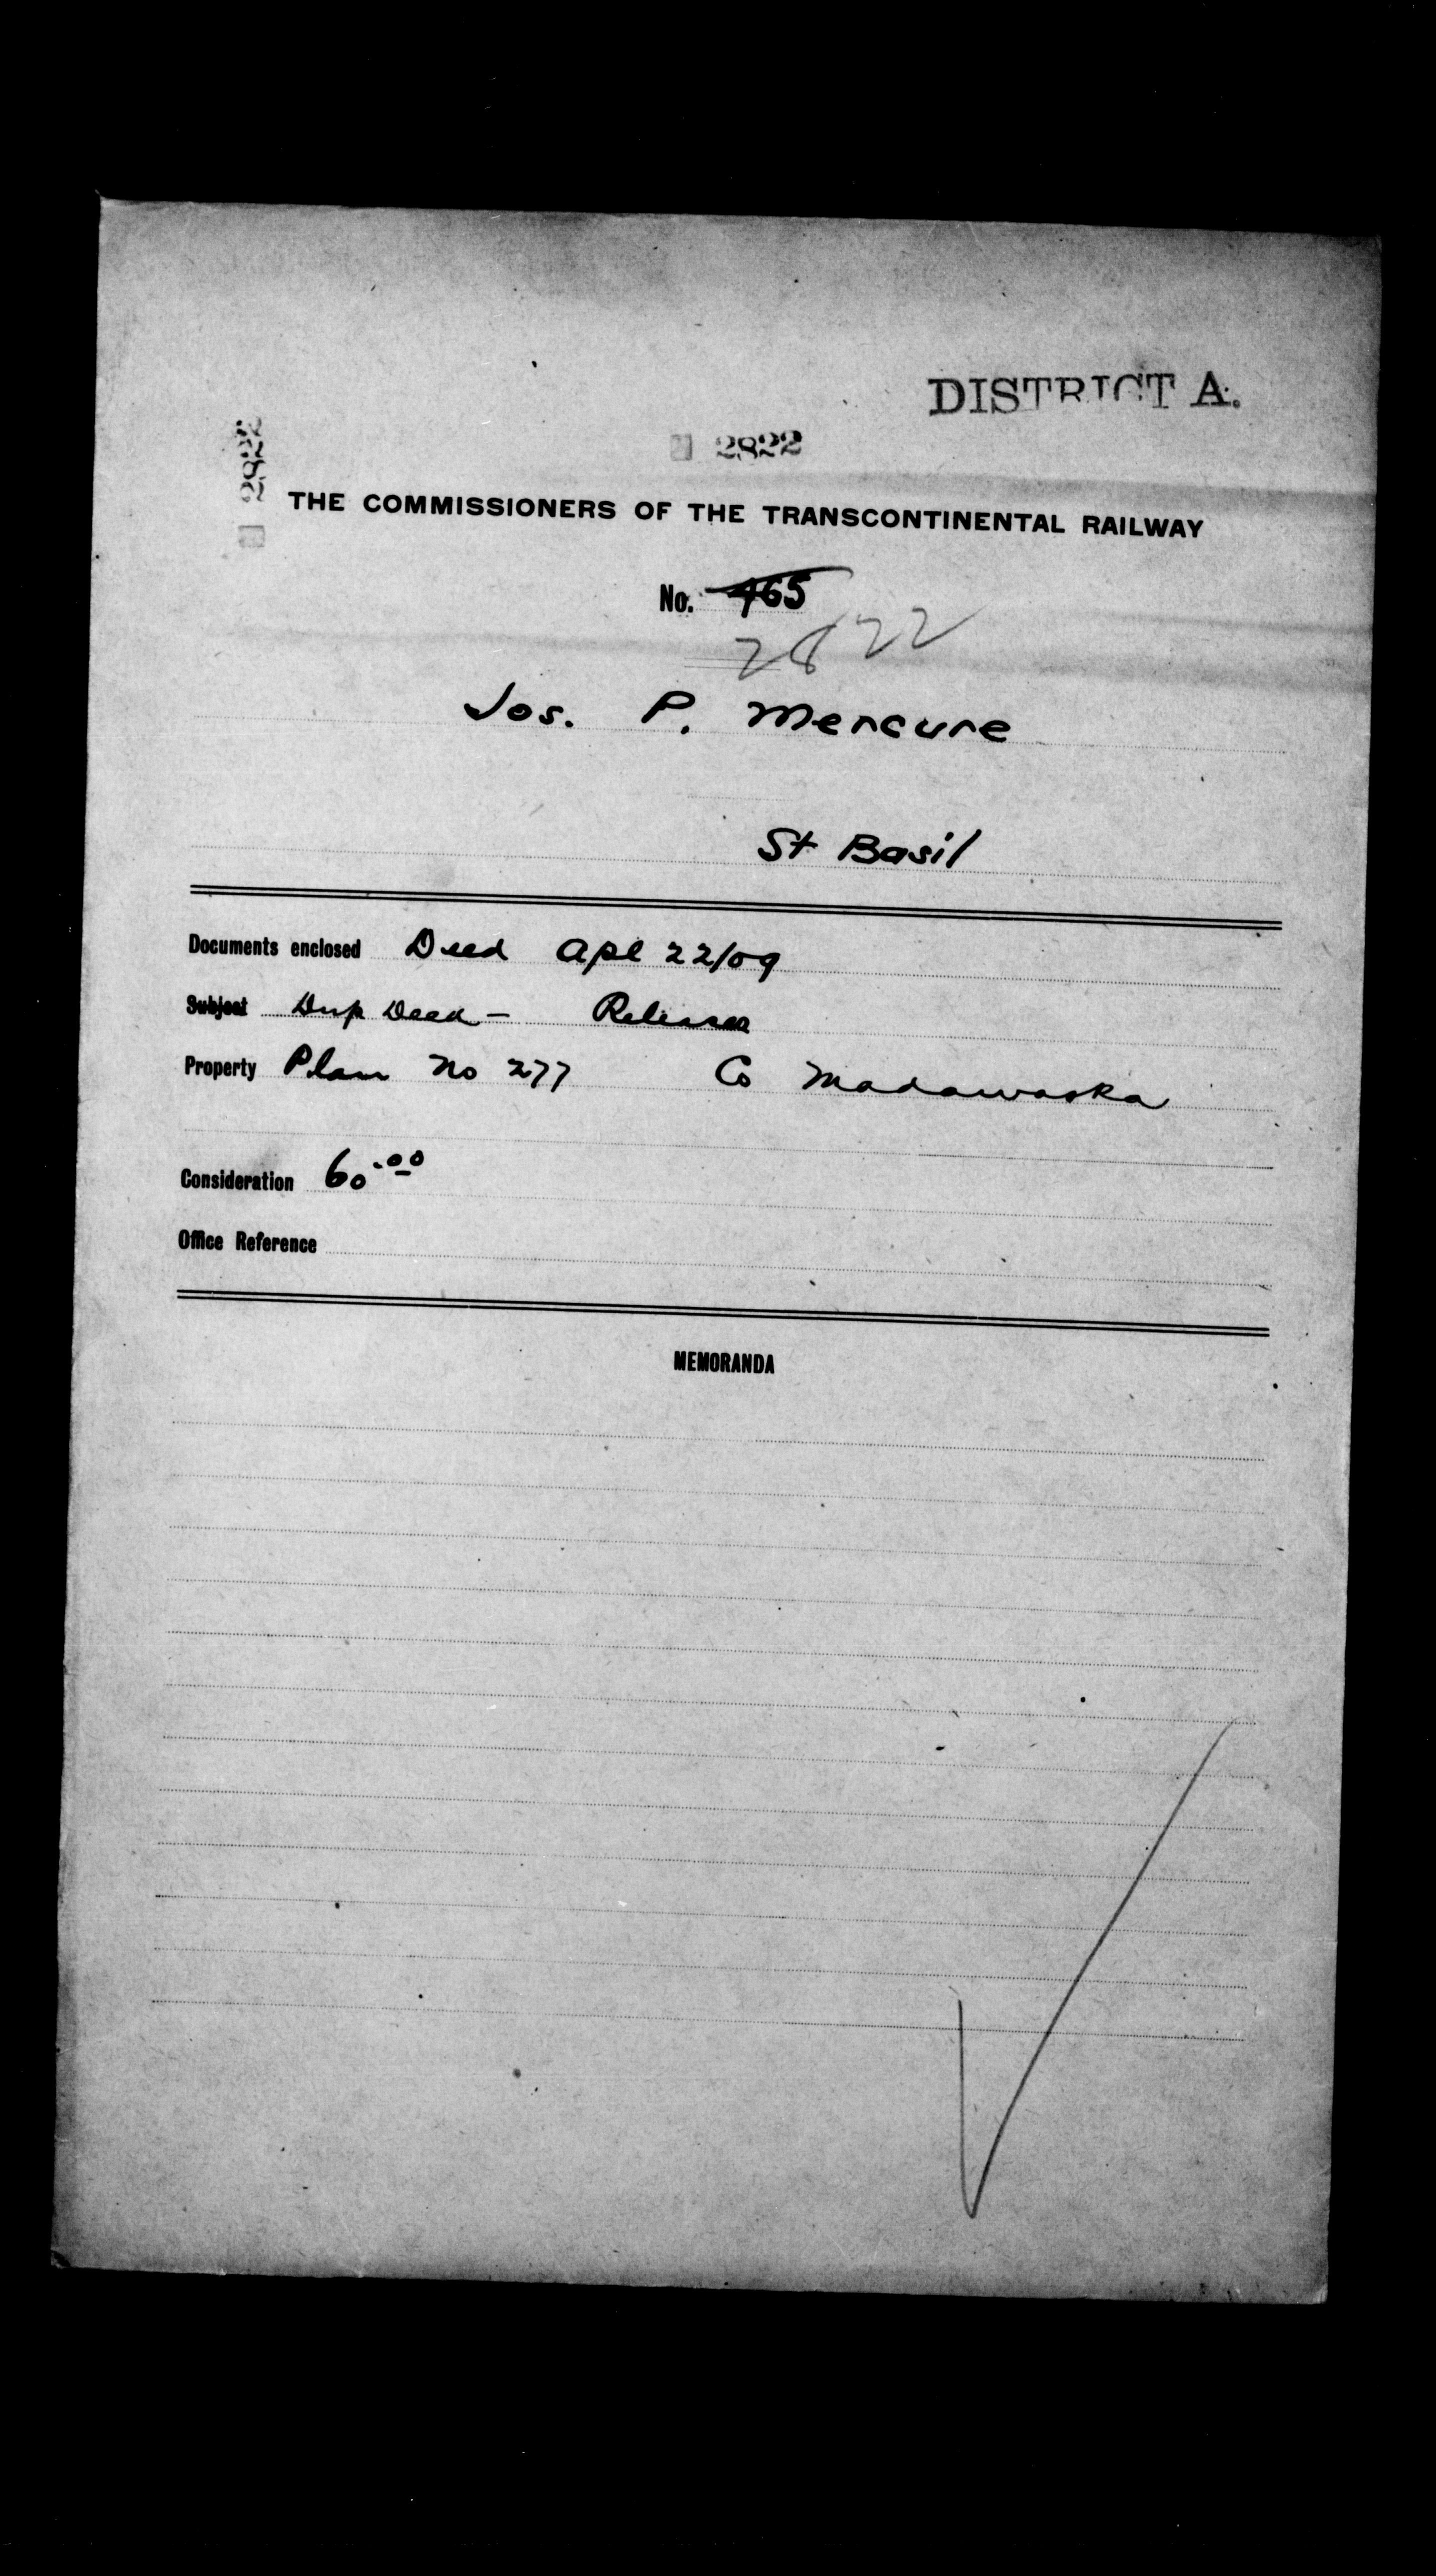 DISTRICT A.
2822
2822
THE COMMISSIONERS OF THE TRANSCONTINENTAL RAILWAY
No. 465
2822
Jos. P. Mercure
St Basil
Documents enclosed Deed Apl 22/09
Subject Dup Deed - Release
Property Plan No 277 Co Madawaska
Consideration 60.00
Office Reference
MEMORANDA